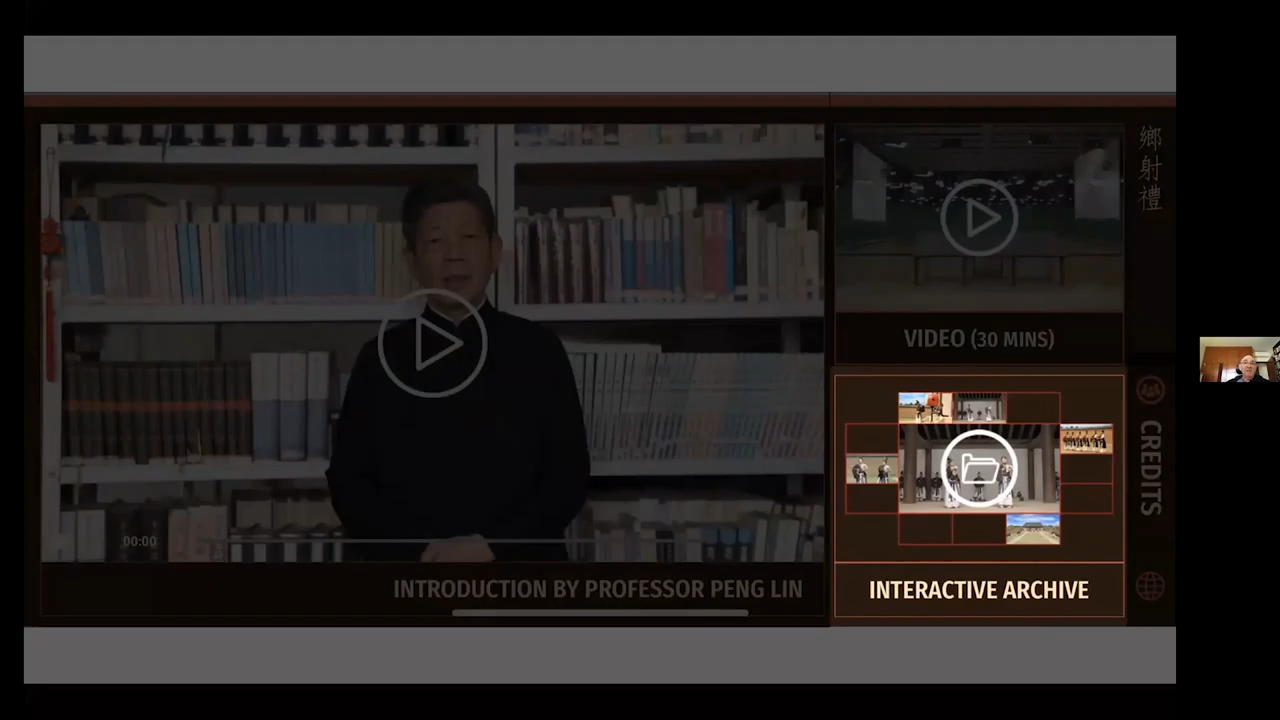 00:00
INTRODUCTION BY PROFESSOR PENG LIN
VIDEO (30 MINS)
INTERACTIVE ARCHIVE
鄉射禮
CREDITS